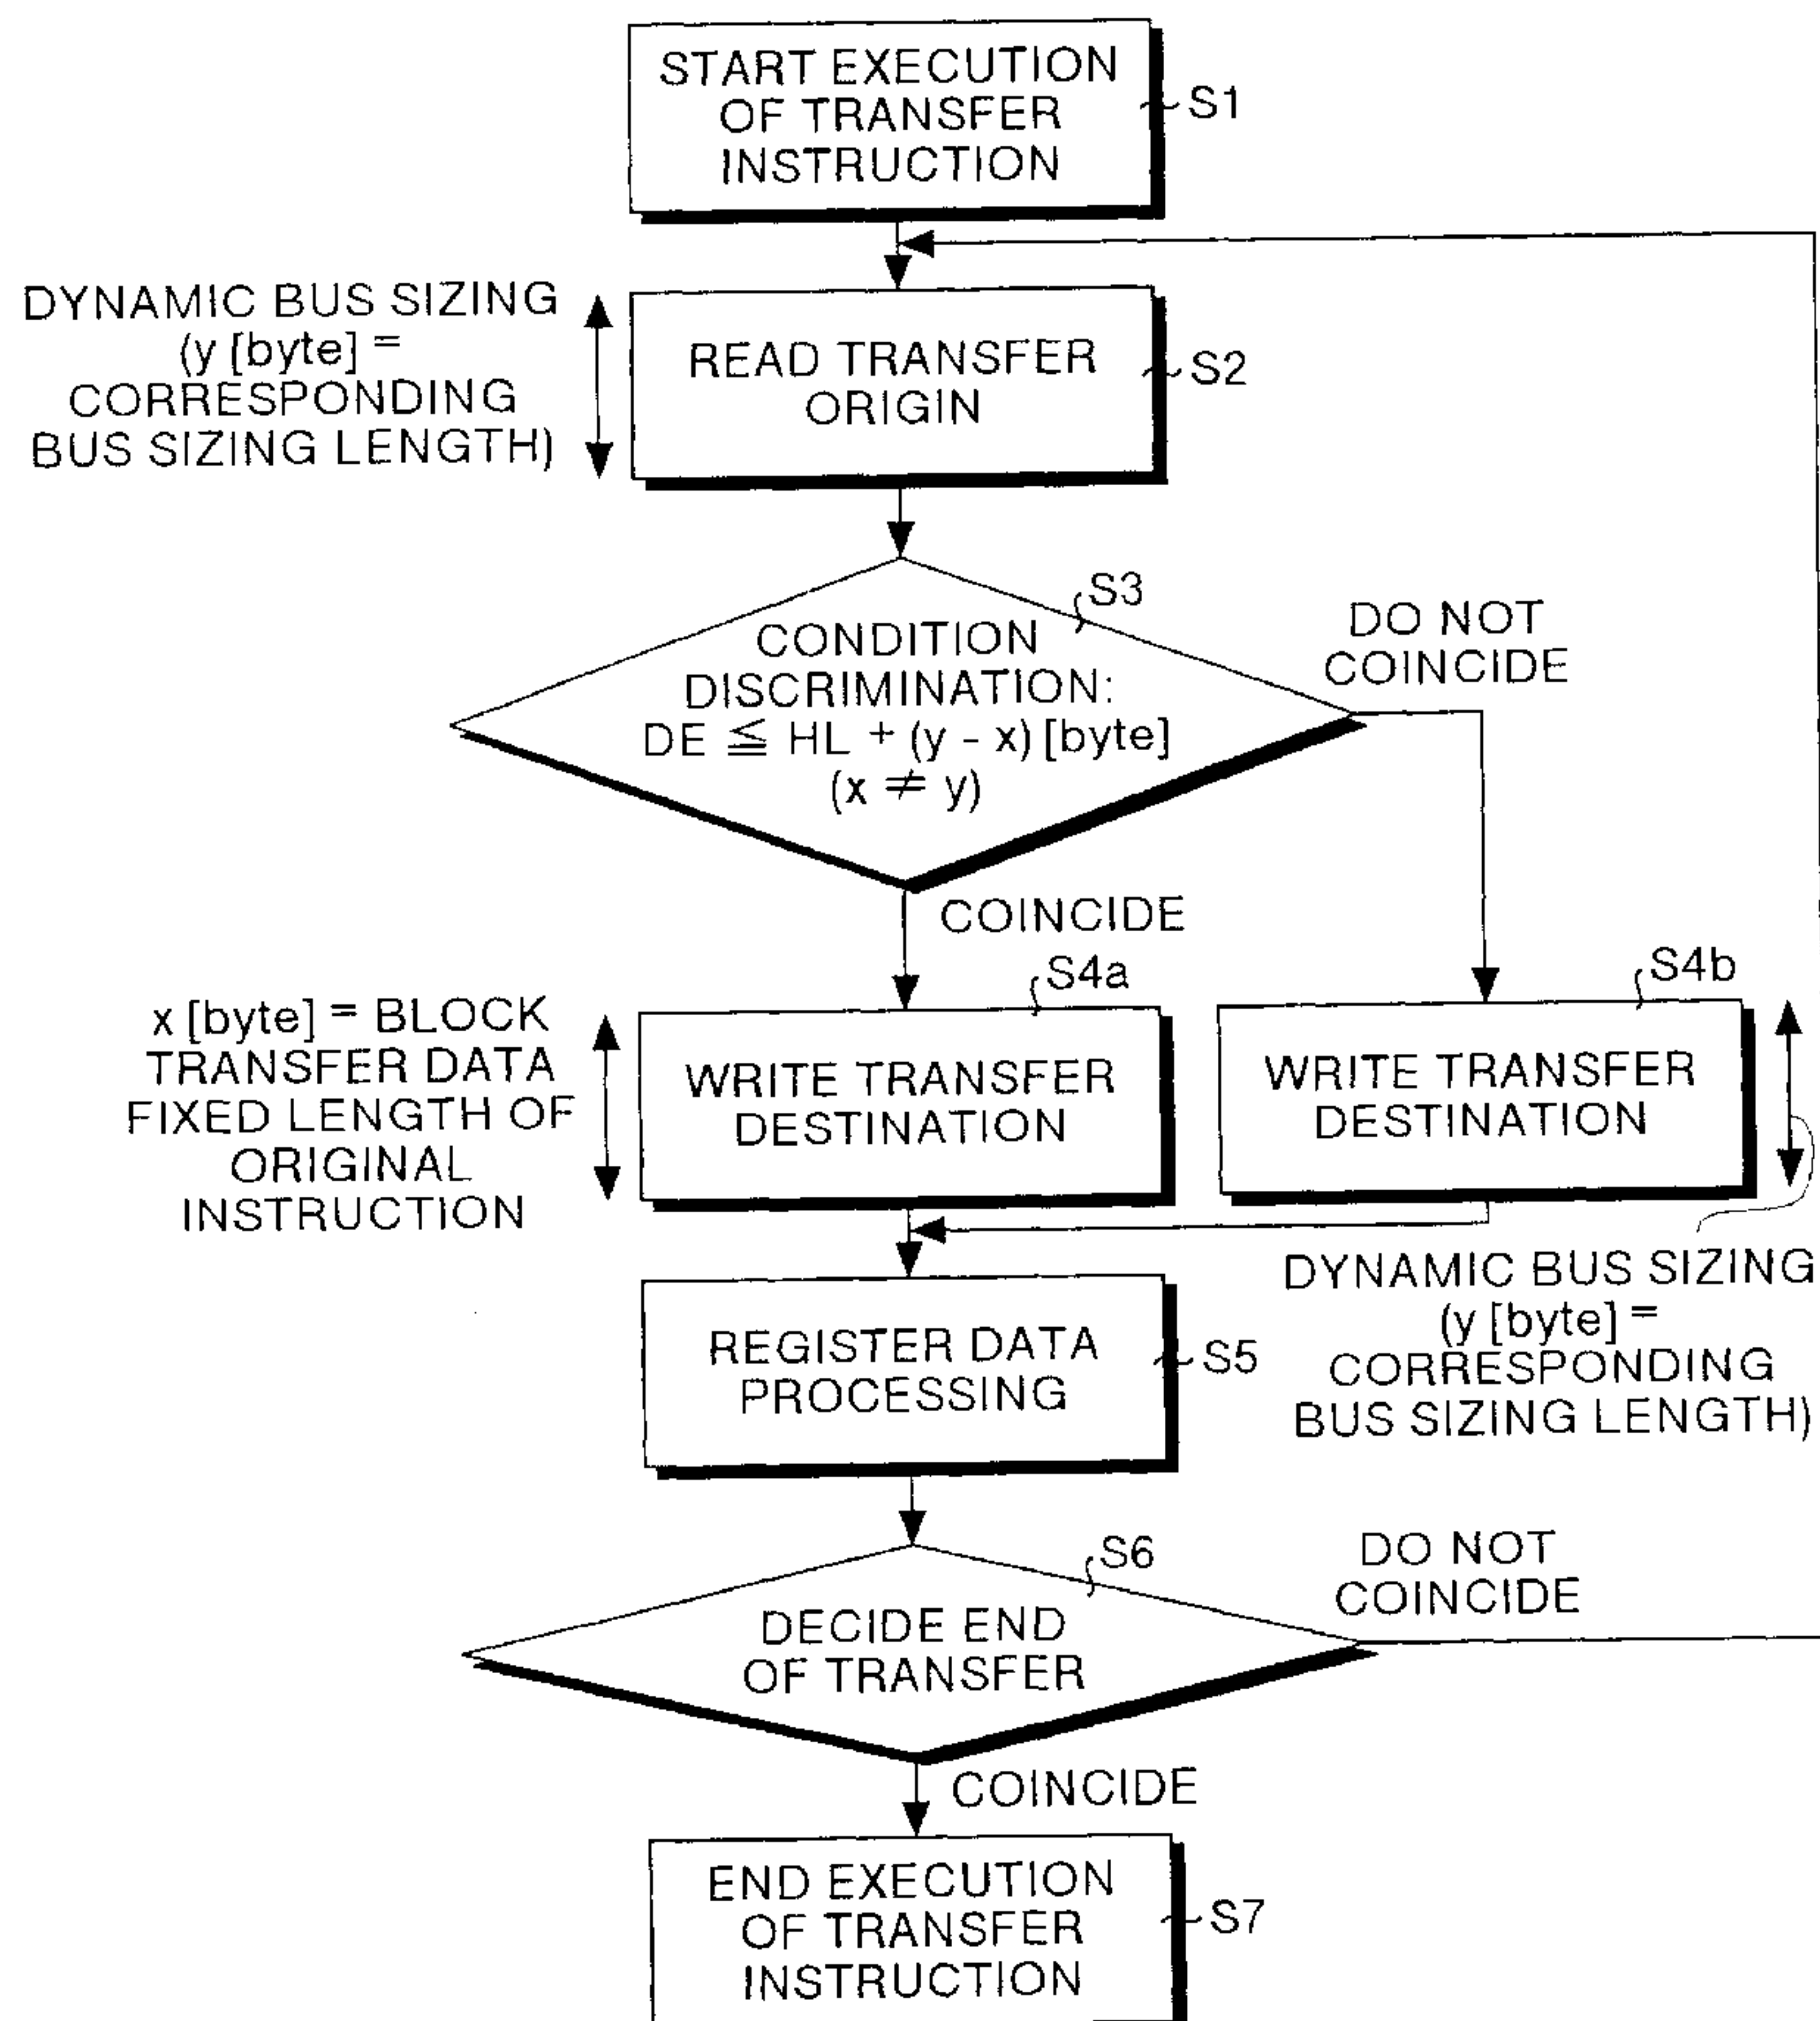 START EXECUTION
OF TRANSFER
INSTRUCTION
S1
DYNAMIC BUS SIZING
(y [byte] =
CORRESPONDING
BUS SIZING LENGTH)
READ TRANSFER
ORIGIN
S2
S3
CONDITION
DISCRIMINATION:
DE ≦ HL + (y - x) [byte]
(x ≠ y)
DO NOT
COINCIDE
COINCIDE
S4a
x [byte] = BLOCK
TRANSFER DATA
FIXED LENGTH OF
ORIGINAL
INSTRUCTION
WRITE TRANSFER
DESTINATION
S4b
WRITE TRANSFER
DESTINATION
DYNAMIC BUS SIZING
(y [byte] =
CORRESPONDING
BUS SIZING LENGTH)
REGISTER DATA
PROCESSING
S5
S6
DECIDE END
OF TRANSFER
DO NOT
COINCIDE
COINCIDE
END EXECUTION
OF TRANSFER
INSTRUCTION
S7